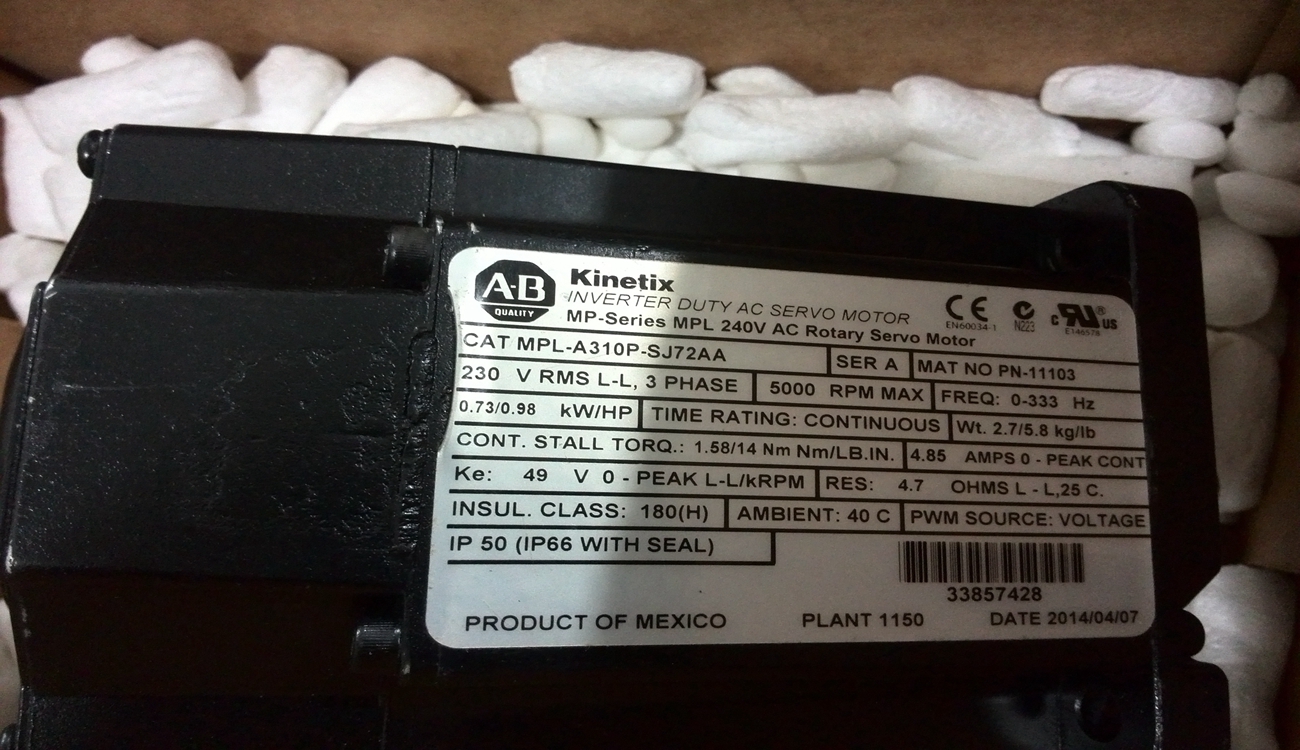 A-B
QUALITY
Kinetix
INVERTER DUTY AC SERVO MOTOR
MP-Series MPL 240V AC Rotary Servo Motor
CE
EN60034-1
N223
c RU ® US
E146578
CAT MPL-A310P-SJ72AA
SER A
MAT NO PN-11103
230 V RMS L-L, 3 PHASE
5000 RPM MAX
FREQ: 0-333 Hz
0.73/0.98 kW/HP
TIME RATING: CONTINUOUS
Wt. 2.7/5.8 kg/lb
CONT. STALL TORQ.: 1.58/14 Nm Nm/LB.IN.
4.85 AMPS 0 - PEAK CONT
Ke: 49 V 0 - PEAK L-L/kRPM
RES: 4.7 OHMS L - L,25 C.
INSUL. CLASS: 180(H)
AMBIENT: 40 C
PWM SOURCE: VOLTAGE
IP 50 (IP66 WITH SEAL)
33857428
PRODUCT OF MEXICO
PLANT 1150
DATE 2014/04/07